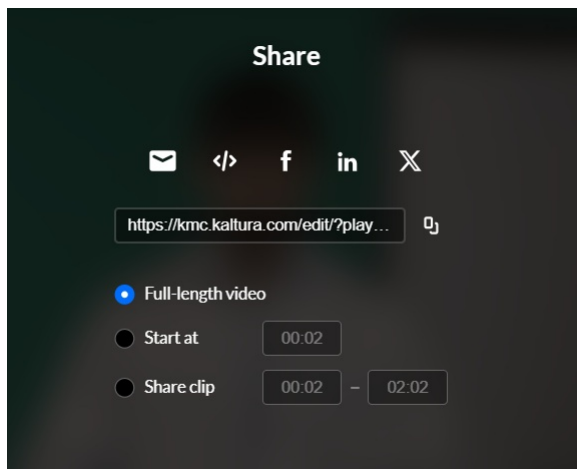 Share
</>
f
in
X
https://kmc.kaltura.com/edit/?play...
Full-length video
Start at 00:02
Share clip 00:02 – 02:02